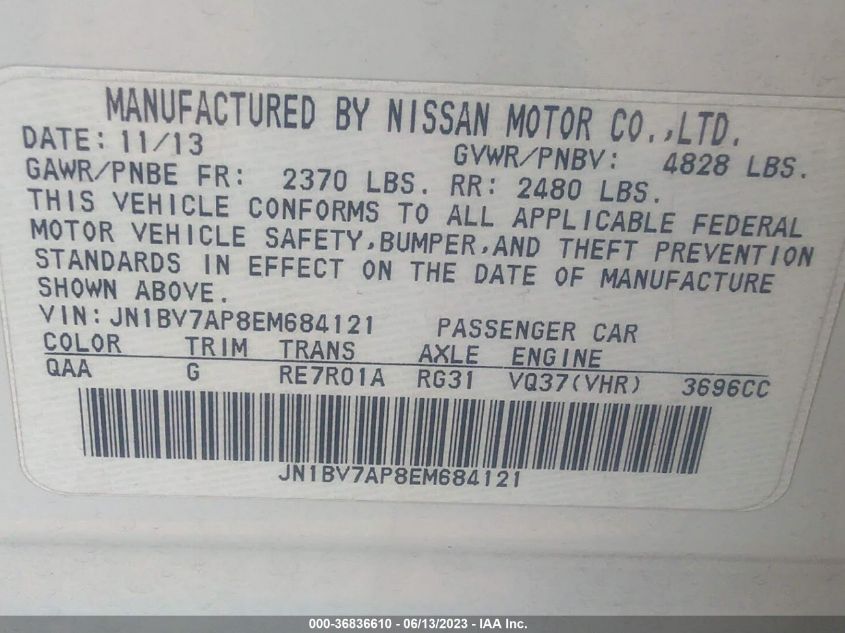 MANUFACTURED BY NISSAN MOTOR CO.,LTD.
DATE: 11/13 GVWR/PNBV: 4828 LBS.
GAWR/PNBE FR: 2370 LBS. RR: 2480 LBS.
THIS VEHICLE CONFORMS TO ALL APPLICABLE FEDERAL
MOTOR VEHICLE SAFETY,BUMPER,AND THEFT PREVENTION
STANDARDS IN EFFECT ON THE DATE OF MANUFACTURE
SHOWN ABOVE.
VIN: JN1BV7AP8EM684121 PASSENGER CAR
COLOR TRIM TRANS AXLE ENGINE
QAA G RE7R01A RG31 VQ37(VHR) 3696CC
JN1BV7AP8EM684121
000-36836610 - 06/13/2023 - IAA Inc.